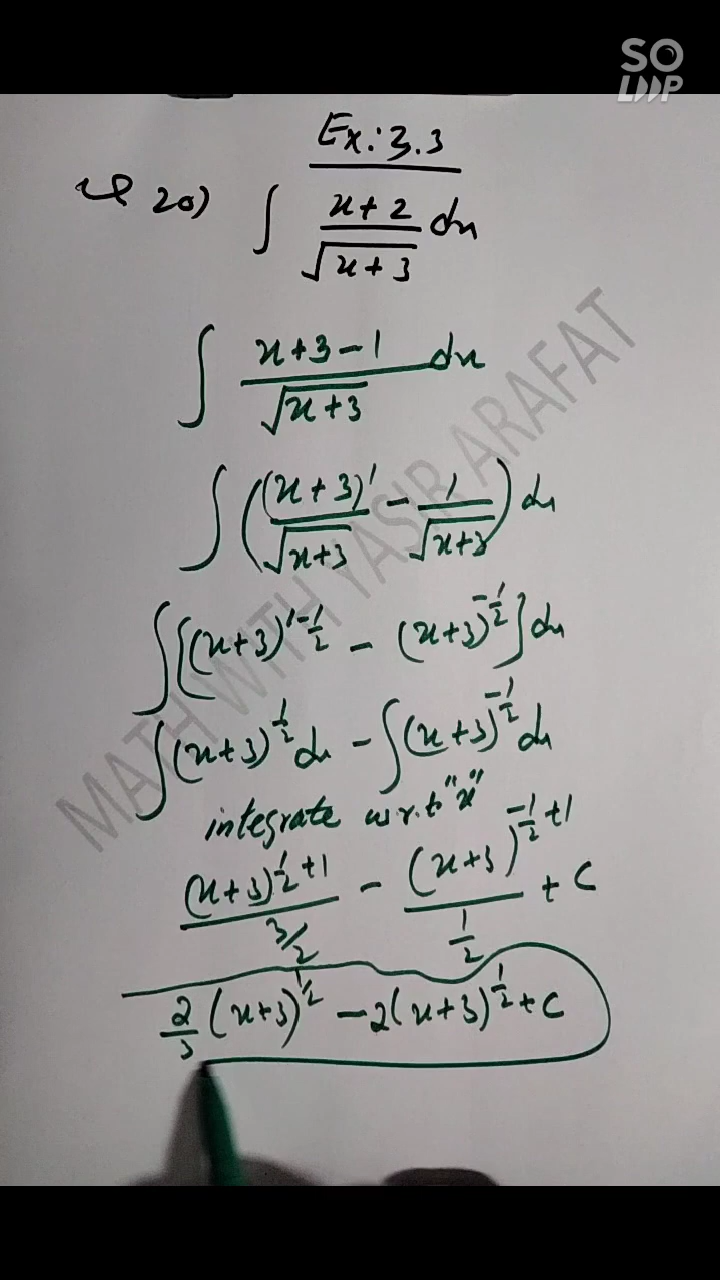 SO
LOOP
Ex: 3.3
Q 20) ∫ x+2 / √x+3 dx
∫ x+3-1 / √x+3 dx
∫ ( (x+3)^1 / √x+3 - 1 / √x+3 ) dx
∫ [ (x+3)^1-1/2 - (x+3)^-1/2 ] dx
∫ (x+3)^1/2 dx - ∫ (x+3)^-1/2 dx
integrate w.r.t "x"
(x+3)^1/2+1 / 3/2 - (x+3)^-1/2+1 / 1/2 + c
2/3 (x+3)^1/2 - 2(x+3)^1/2 + c
MATH WITH YASIR ARAFAT